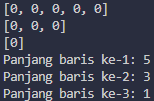 [0, 0, 0, 0, 0]
[0, 0, 0]
[0]
Panjang baris ke-1: 5
Panjang baris ke-2: 3
Panjang baris ke-3: 1